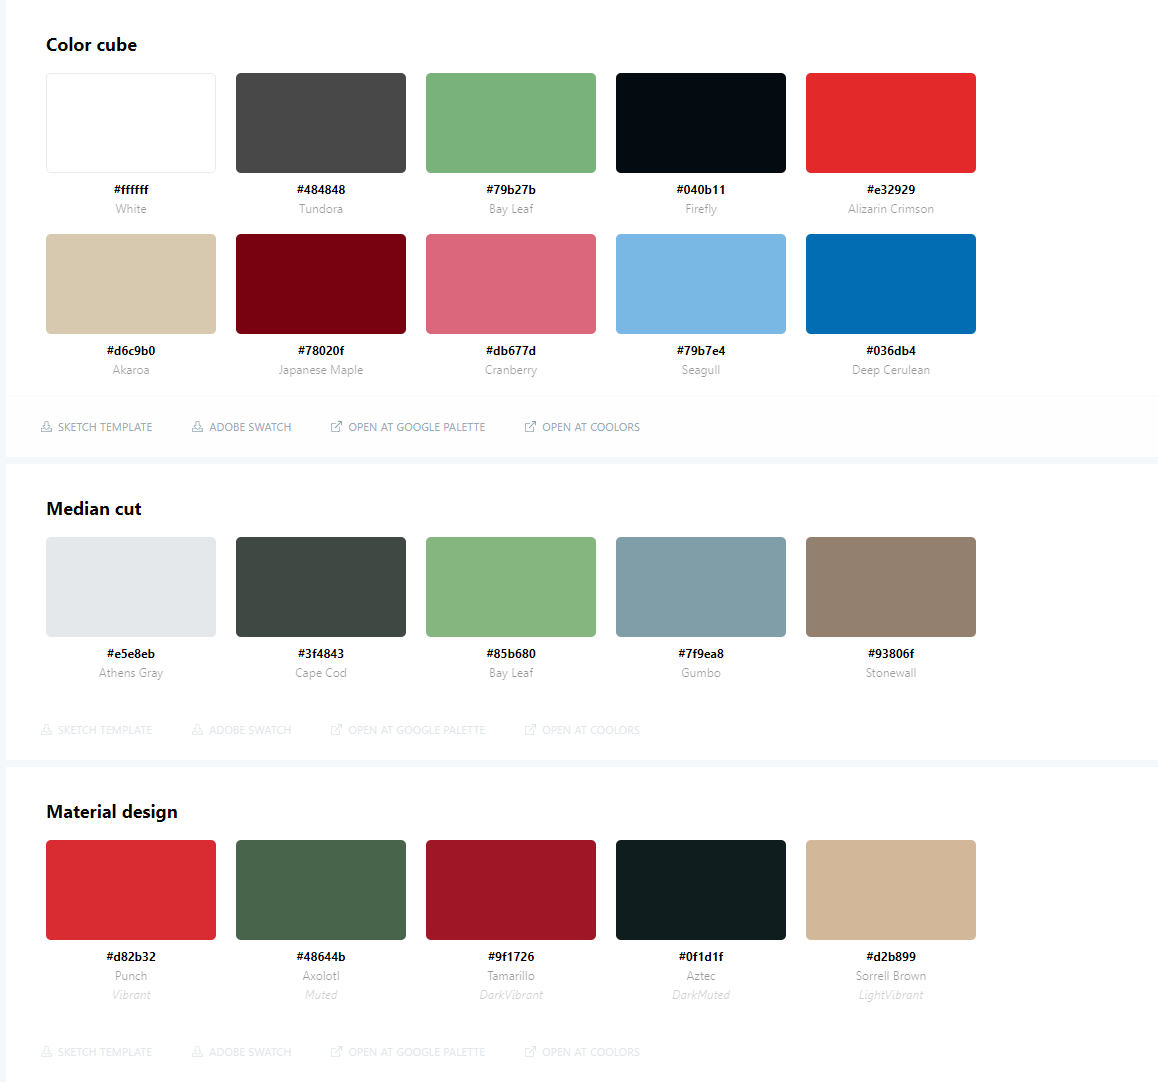 Color cube
#ffffff #484848 #79b27b #040b11 #e32929
White Tundora Bay Leaf Firefly Alizarin Crimson
#d6c9b0 #78020f #db677d #79b7e4 #036db4
Akaroa Japanese Maple Cranberry Seagull Deep Cerulean
SKETCH TEMPLATE ADOBE SWATCH OPEN AT GOOGLE PALETTE OPEN AT COOLORS
Median cut
#e5e8eb #3f4843 #85b680 #7f9ea8 #93806f
Athens Gray Cape Cod Bay Leaf Gumbo Stonewall
SKETCH TEMPLATE ADOBE SWATCH OPEN AT GOOGLE PALETTE OPEN AT COOLORS
Material design
#d82b32 #48644b #9f1726 #0f1d1f #d2b899
Punch Axolotl Tamarillo Aztec Sorrell Brown
Vibrant Muted DarkVibrant DarkMuted LightVibrant
SKETCH TEMPLATE ADOBE SWATCH OPEN AT GOOGLE PALETTE OPEN AT COOLORS